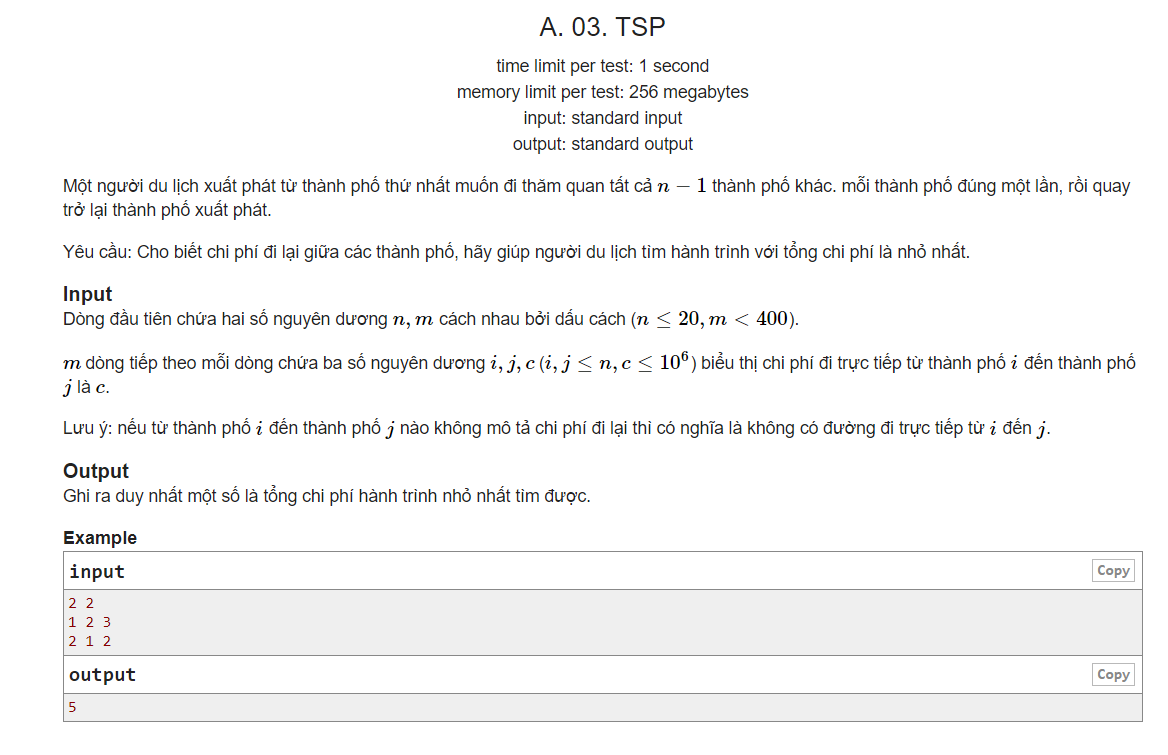 A. 03. TSP
time limit per test: 1 second
memory limit per test: 256 megabytes
input: standard input
output: standard output
Một người du lịch xuất phát từ thành phố thứ nhất muốn đi thăm quan tất cả n − 1 thành phố khác. mỗi thành phố đúng một lần, rồi quay
trở lại thành phố xuất phát.
Yêu cầu: Cho biết chi phí đi lại giữa các thành phố, hãy giúp người du lịch tìm hành trình với tổng chi phí là nhỏ nhất.
Input
Dòng đầu tiên chứa hai số nguyên dương n, m cách nhau bởi dấu cách (n ≤ 20, m < 400).
m dòng tiếp theo mỗi dòng chứa ba số nguyên dương i, j, c (i, j ≤ n, c ≤ 10⁶) biểu thị chi phí đi trực tiếp từ thành phố i đến thành phố
j là c.
Lưu ý: nếu từ thành phố i đến thành phố j nào không mô tả chi phí đi lại thì có nghĩa là không có đường đi trực tiếp từ i đến j.
Output
Ghi ra duy nhất một số là tổng chi phí hành trình nhỏ nhất tìm được.
Example
input Copy
2 2
1 2 3
2 1 2
output Copy
5